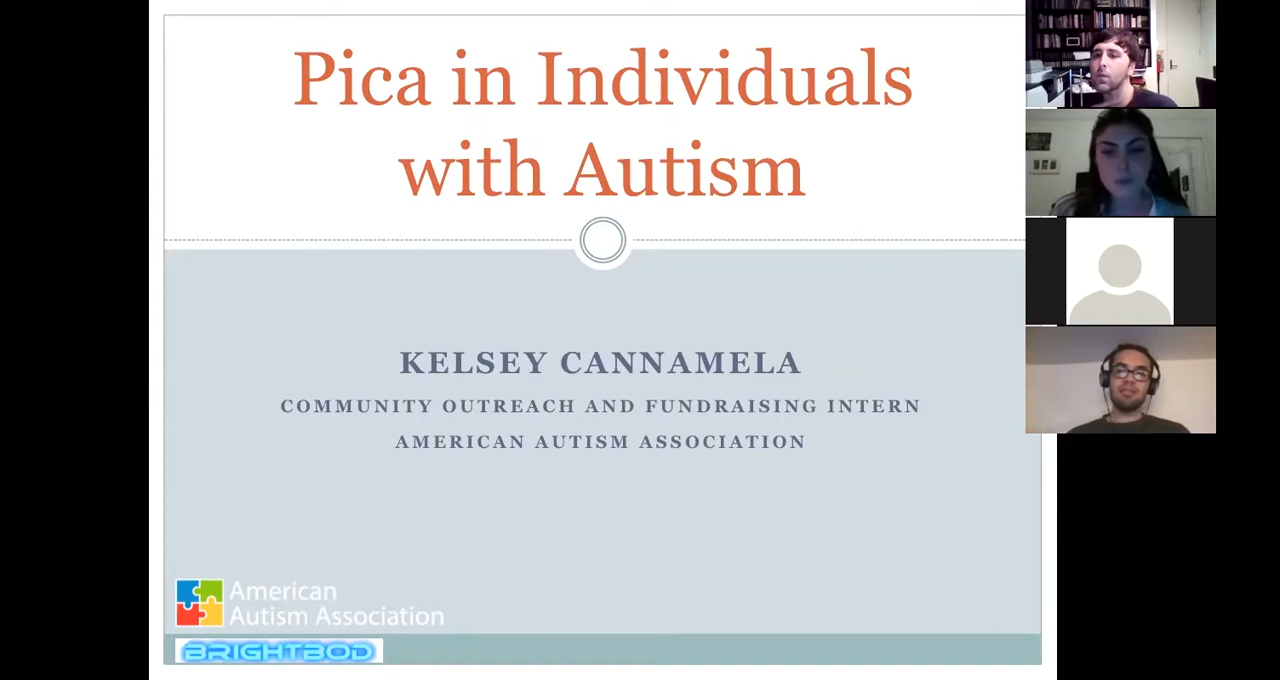 Pica in Individuals
with Autism
KELSEY CANNAMELA
COMMUNITY OUTREACH AND FUNDRAISING INTERN
AMERICAN AUTISM ASSOCIATION
American
Autism Association
BRIGHTBOD